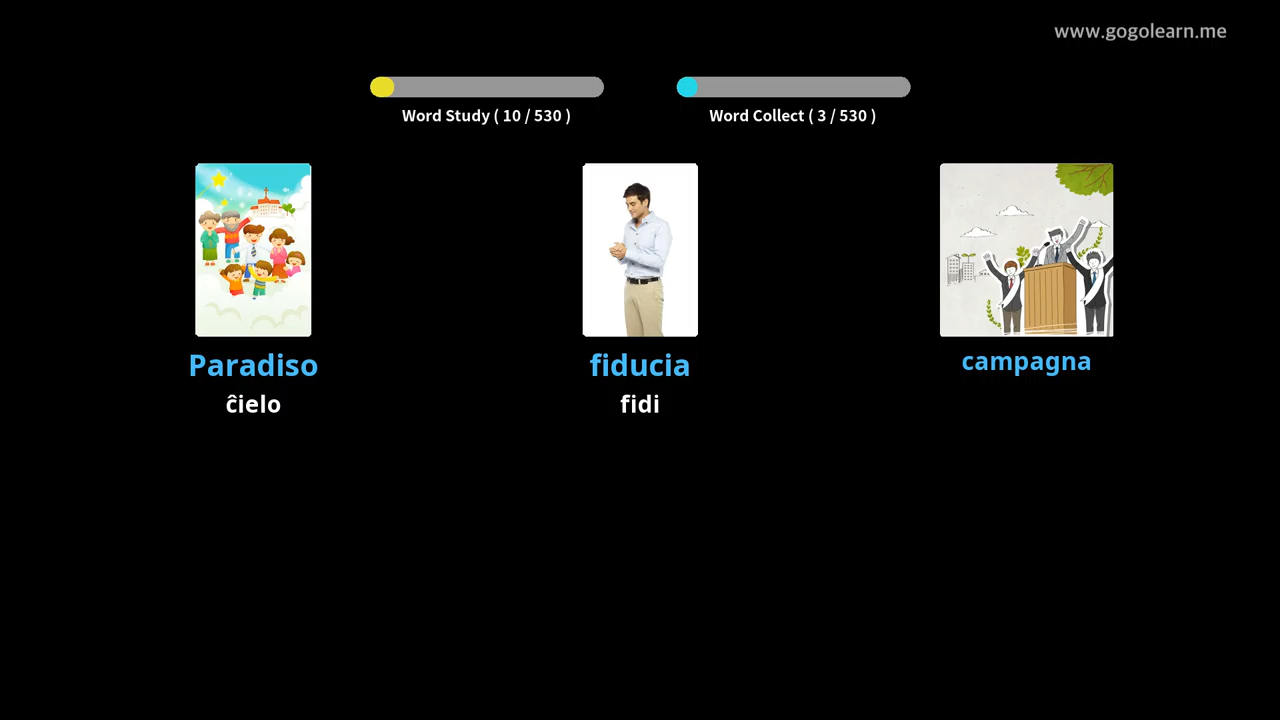 www.gogolearn.me
Word Study ( 10 / 530 )
Word Collect ( 3 / 530 )
Paradiso
ĉielo
fiducia
fidi
campagna